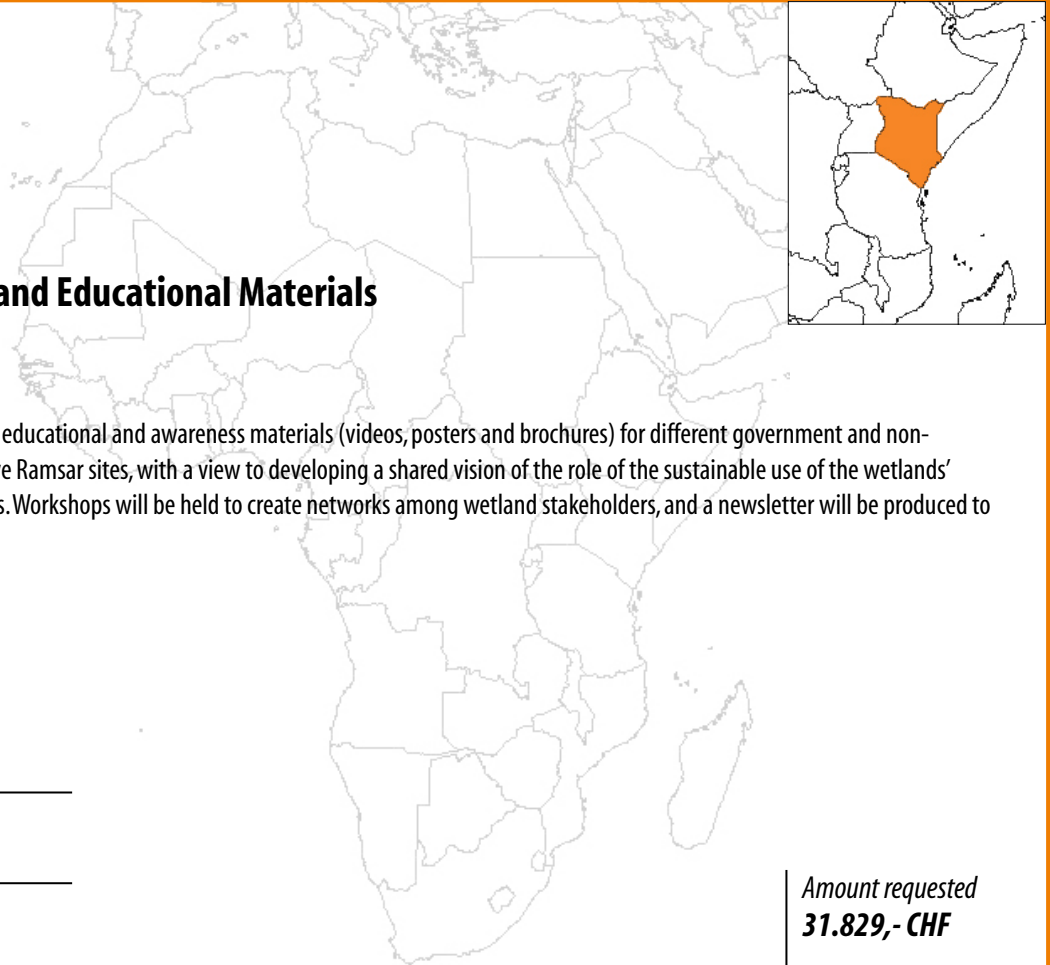 and Educational Materials
educational and awareness materials (videos, posters and brochures) for different government and non-
e Ramsar sites, with a view to developing a shared vision of the role of the sustainable use of the wetlands'
s. Workshops will be held to create networks among wetland stakeholders, and a newsletter will be produced to
Amount requested
31.829,- CHF